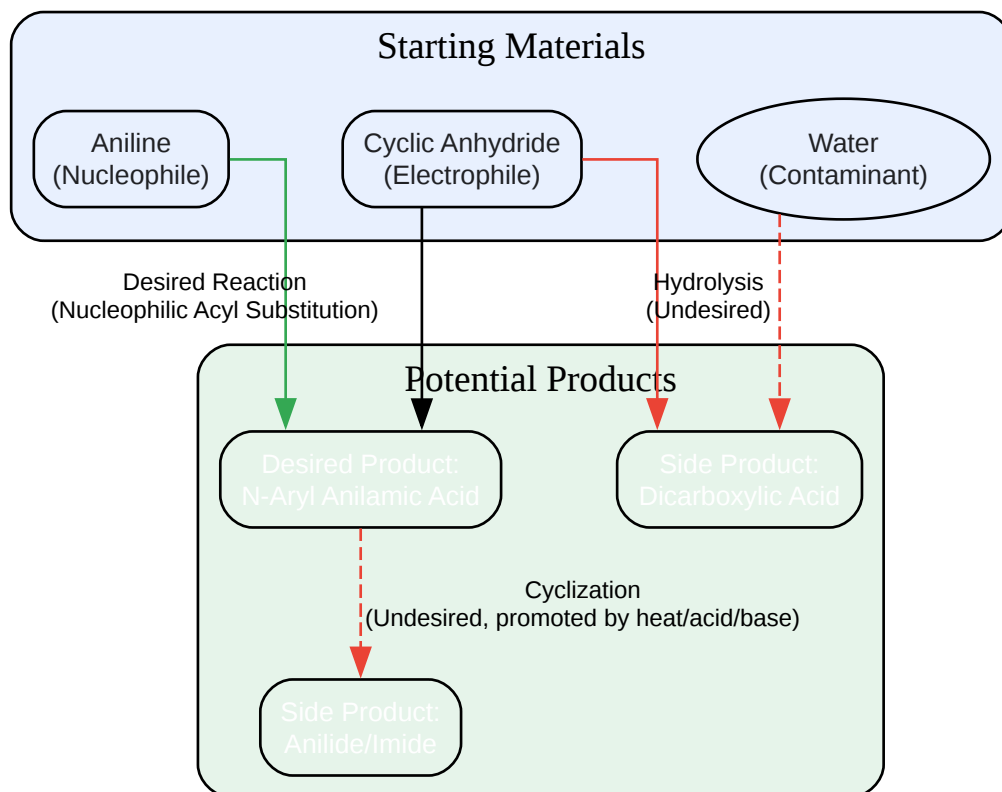 Starting Materials
Aniline
(Nucleophile)
Cyclic Anhydride
(Electrophile)
Water
(Contaminant)
Desired Reaction
(Nucleophilic Acyl Substitution)
Hydrolysis
(Undesired)
Potential Products
Desired Product:
N-Aryl Anilamic Acid
Side Product:
Dicarboxylic Acid
Cyclization
(Undesired, promoted by heat/acid/base)
Side Product:
Anilide/Imide